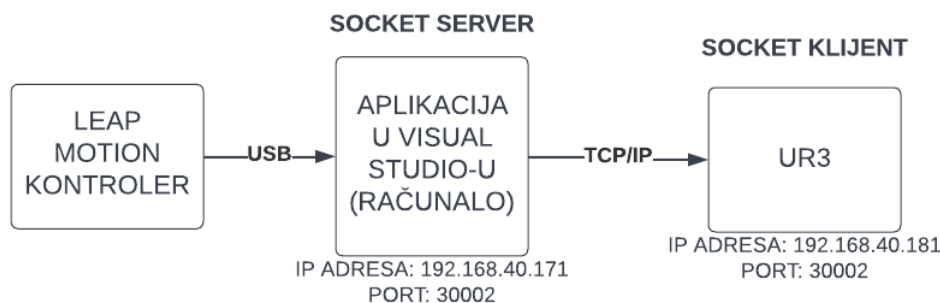 SOCKET SERVER
SOCKET KLIJENT
LEAP
MOTION
KONTROLER
USB
APLIKACIJA
U VISUAL
STUDIO-U
(RAČUNALO)
TCP/IP
UR3
IP ADRESA: 192.168.40.171
PORT: 30002
IP ADRESA: 192.168.40.181
PORT: 30002